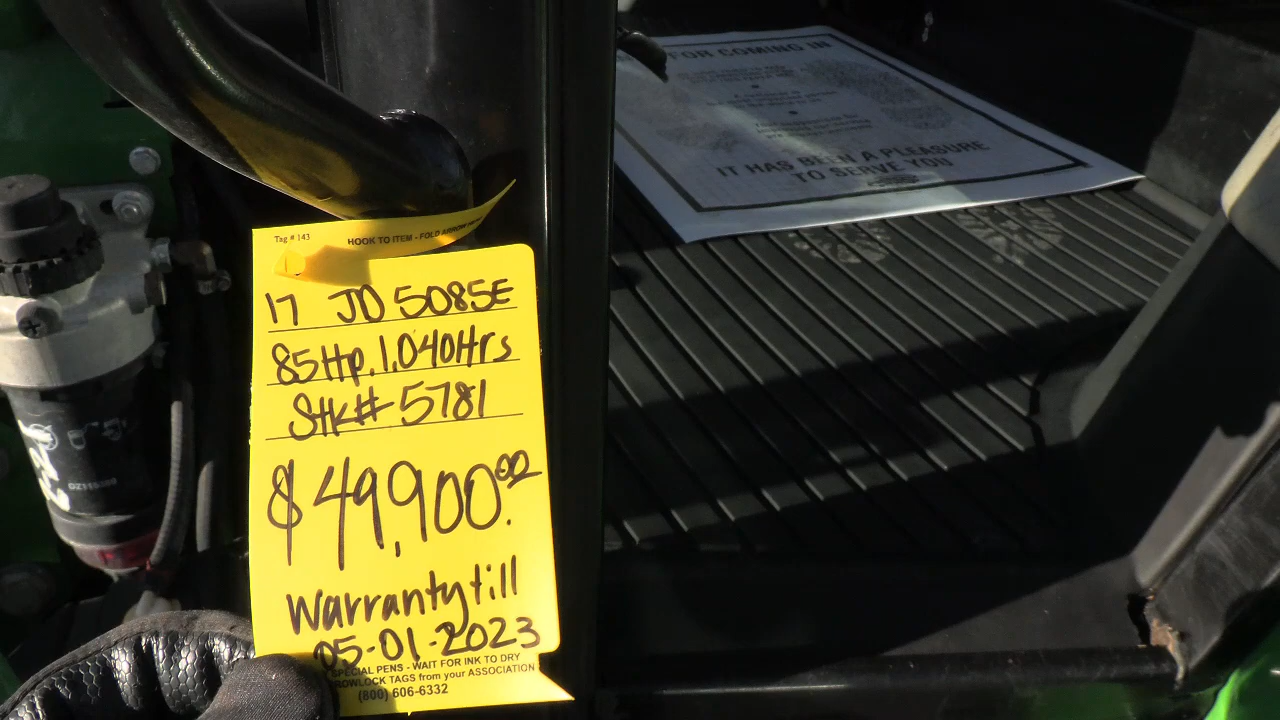 Tag # 143
HOOK TO ITEM - FOLD ARROW
17 JD 5085E
85Hp. 1,040Hrs
Stk# 5781
$49,900.00
Warranty till
05-01-2023
SPECIAL PENS - WAIT FOR INK TO DRY
ROWLOCK TAGS from your ASSOCIATION
(800) 606-6332
FOR COMING IN
IT HAS BEEN A PLEASURE
TO SERVE YOU